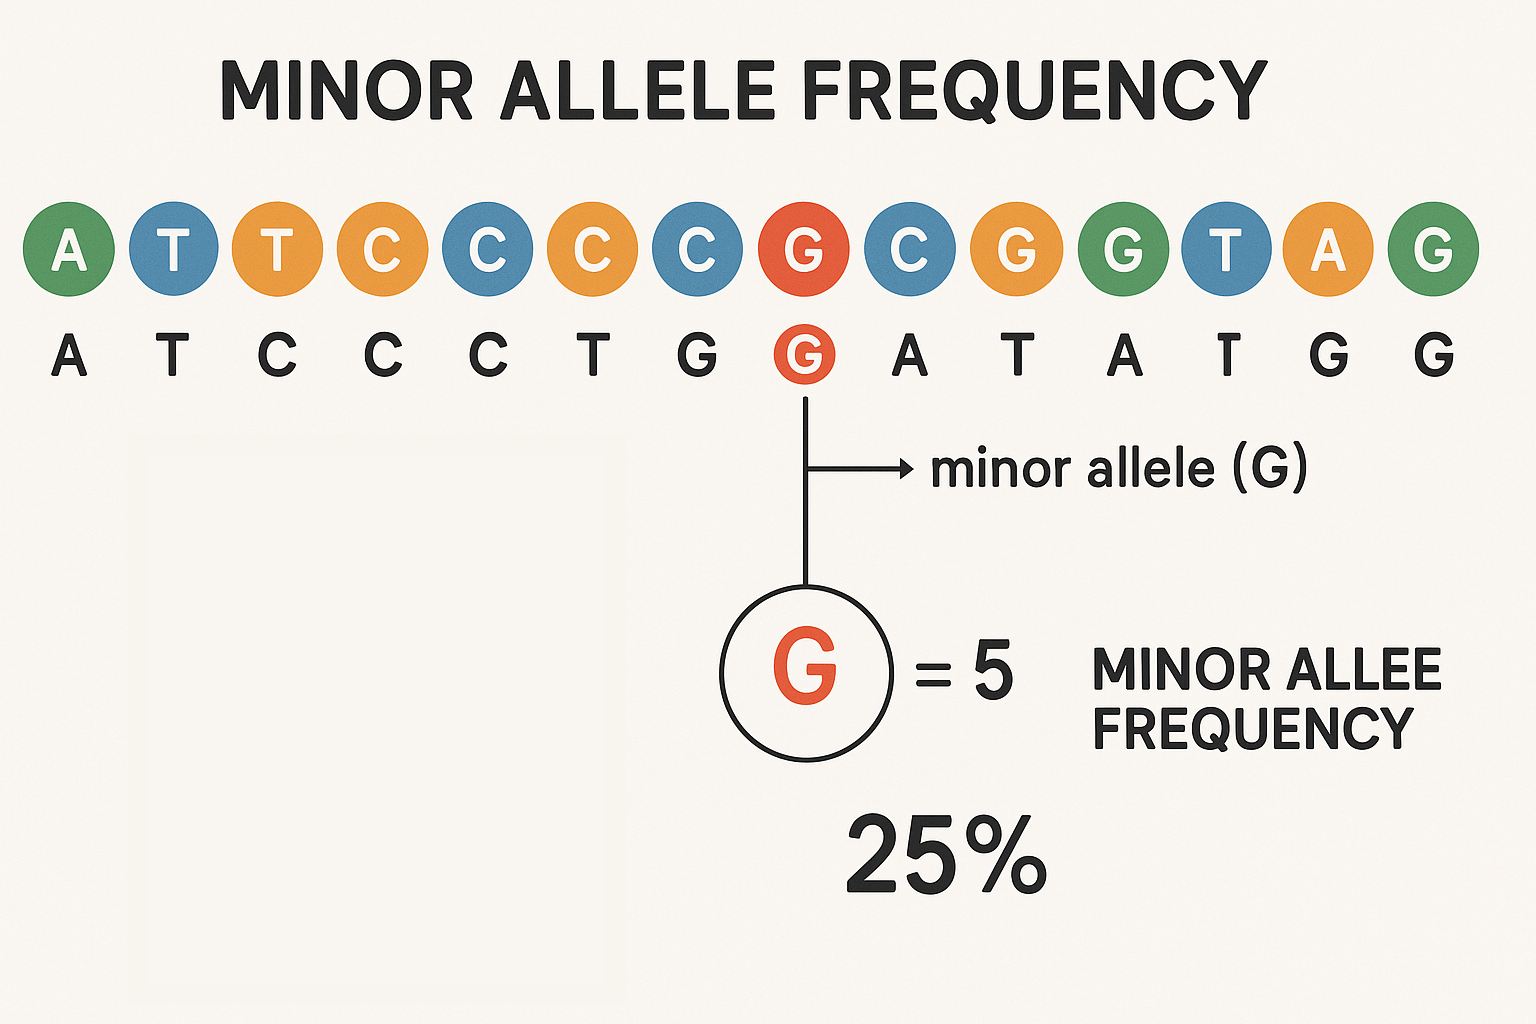 MINOR ALLELE FREQUENCY
A T T C C C C G C G G T A G
A T C C C T G G A T A T G G
minor allele (G)
G = 5
MINOR ALLEE
FREQUENCY
25%